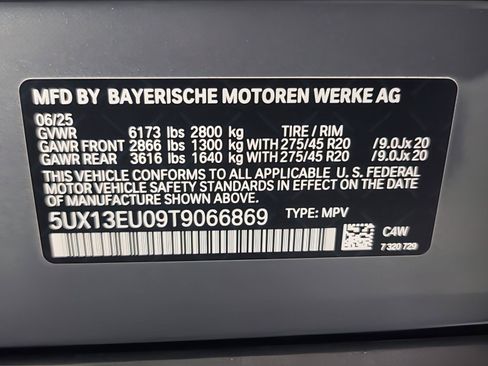 MFD BY BAYERISCHE MOTOREN WERKE AG
06/25
GVWR 6173 lbs 2800 kg TIRE / RIM
GAWR FRONT 2866 lbs 1300 kg WITH 275/45 R20 /9.0Jx20
GAWR REAR 3616 lbs 1640 kg WITH 275/45 R20 /9.0Jx20
THIS VEHICLE CONFORMS TO ALL APPLICABLE U. S. FEDERAL
MOTOR VEHICLE SAFETY STANDARDS IN EFFECT ON THE
DATE OF MANUFACTURE SHOWN ABOVE.
5UX13EU09T9066869 TYPE: MPV
C4W
7 320 729